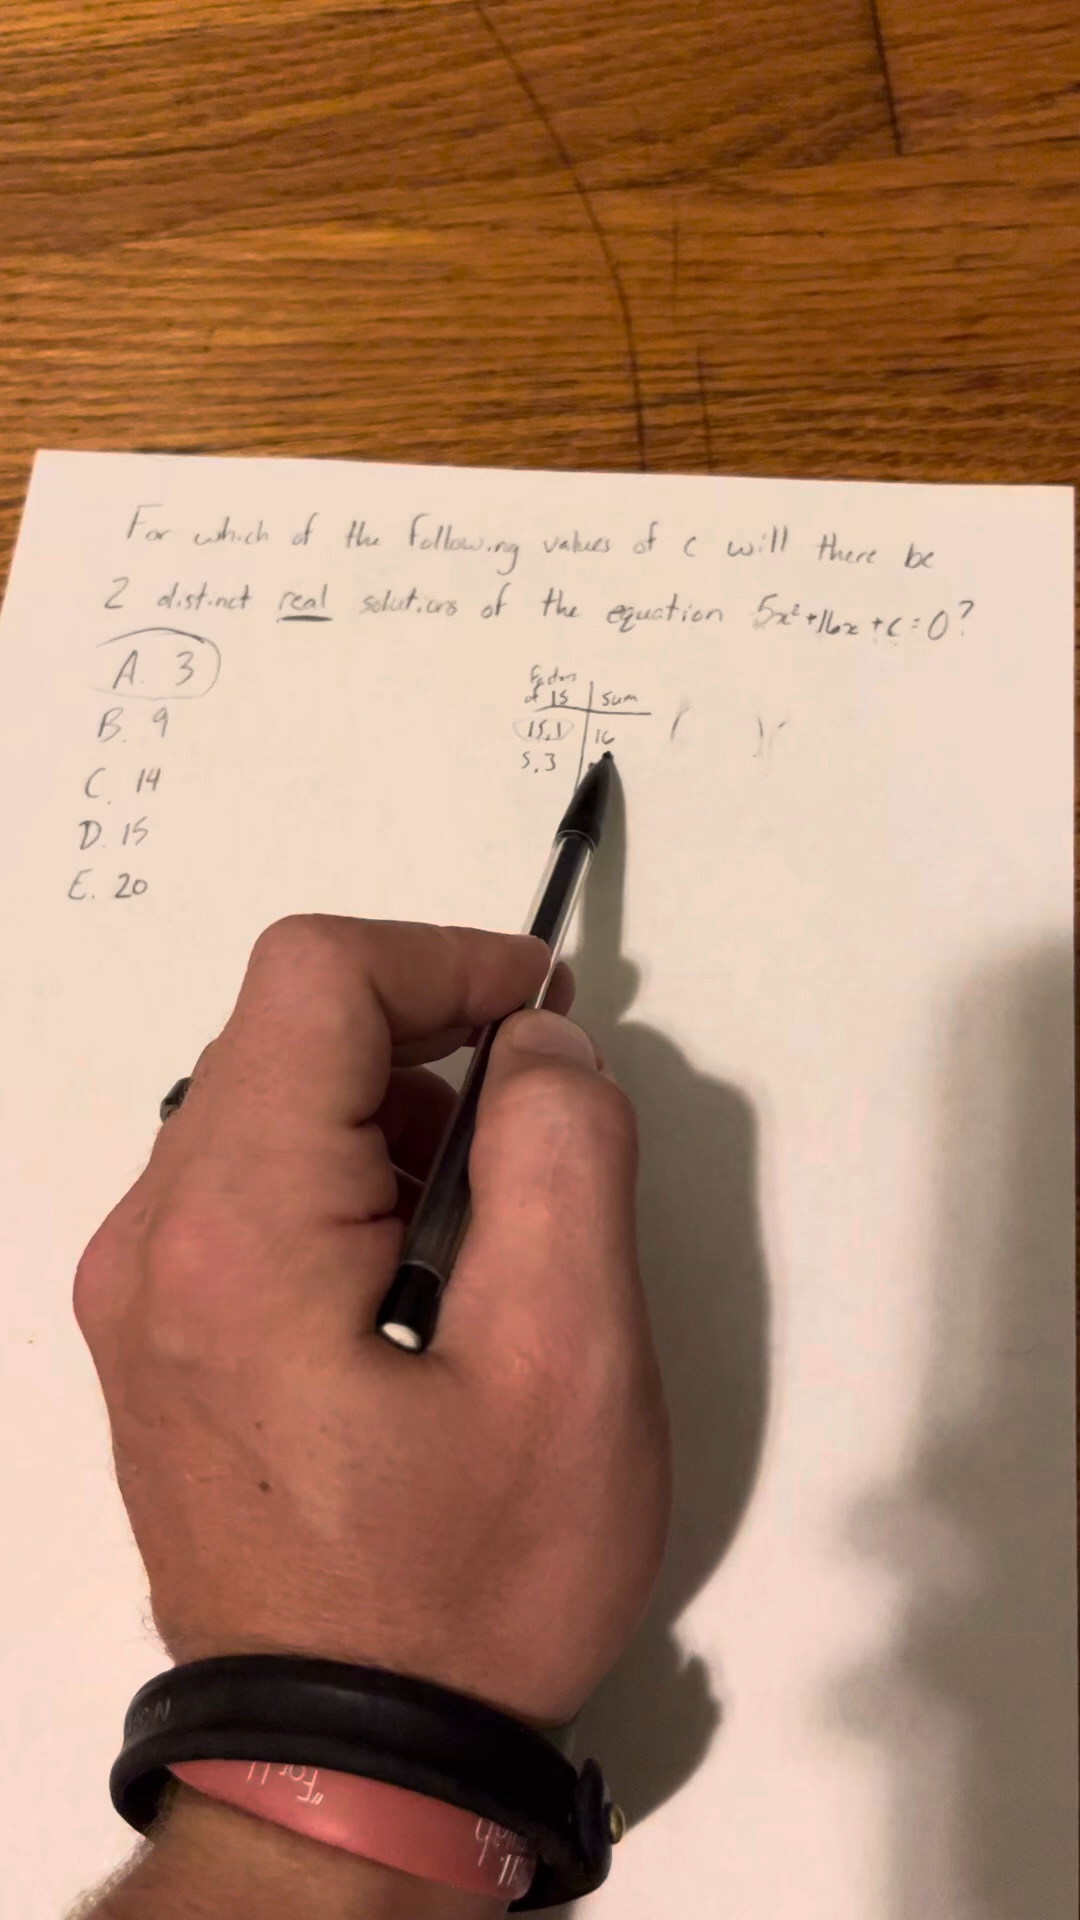 For which of the following values of c will there be
2 distinct real solutions of the equation 5x²+16x+c=0?
A. 3
B. 9
C. 14
D. 15
E. 20
Factors
of 15 | sum
15,1 | 16
5,3
(   )(
"For U